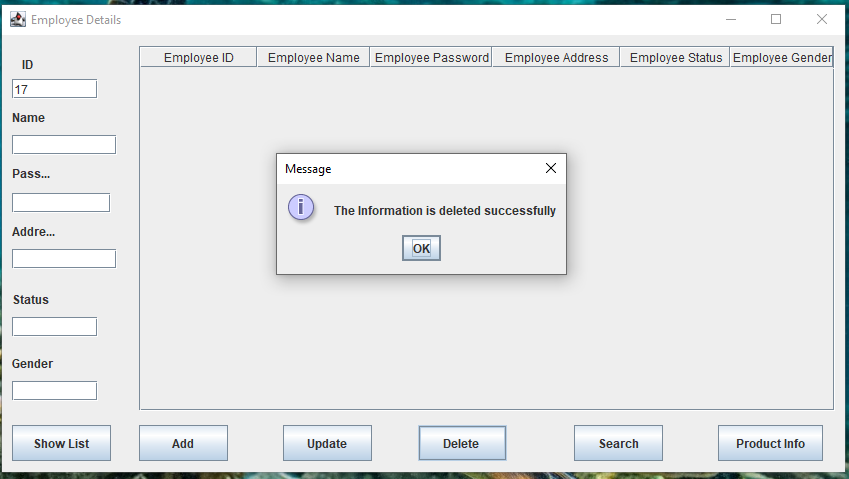 Employee Details
ID
17
Name
Pass...
Addre...
Status
Gender
Employee ID Employee Name Employee Password Employee Address Employee Status Employee Gender
Message
i
The Information is deleted successfully
OK
Show List Add Update Delete Search Product Info